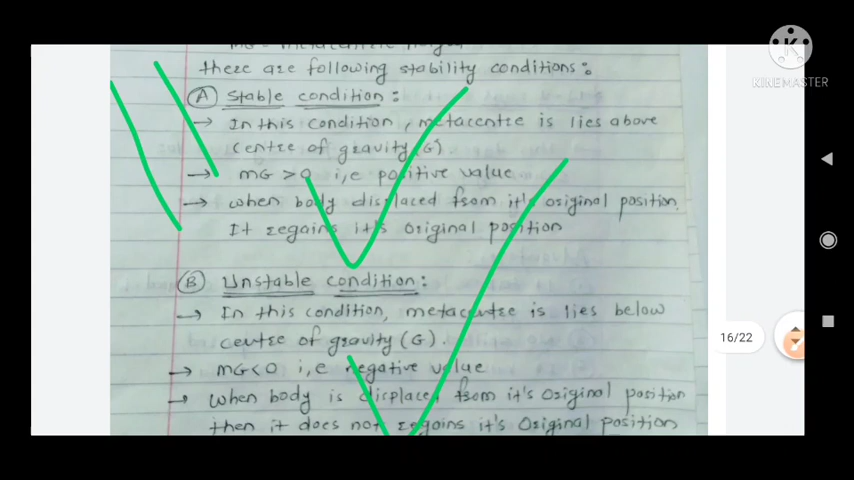 there are following stability conditions:
(A) Stable condition:
→ In this condition, metacentre is lies above
centre of gravity (G)
→ MG > 0 i,e positive value
→ when body displaced from it's original position.
It regains it's original position
(B) Unstable condition:
→ In this condition, metacentre is lies below
centre of gravity (G).
→ MG<0 i,e negative value
→ when body is displaced from it's original position
then it does not regains it's original position
16/22
KINEMASTER